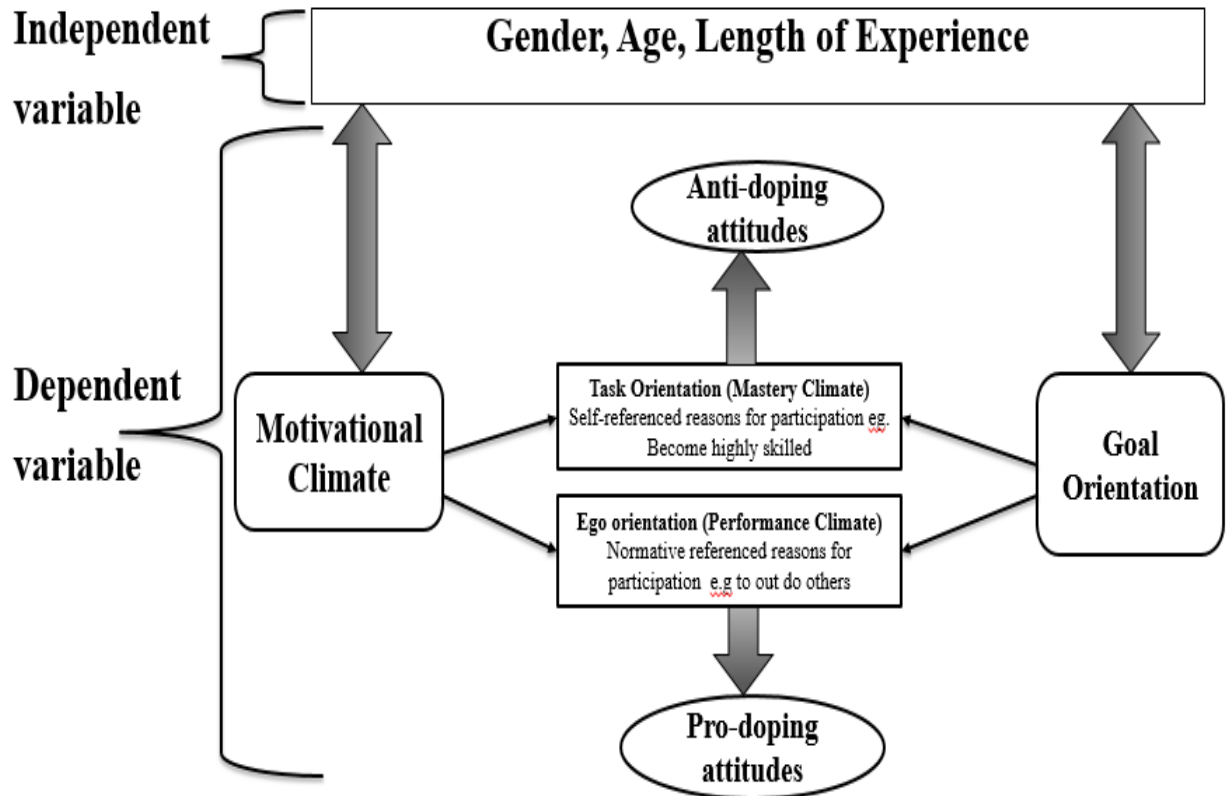 Independent
variable
Gender, Age, Length of Experience
Anti-doping
attitudes
Dependent
variable
Motivational
Climate
Task Orientation (Mastery Climate)
Self-referenced reasons for participation eg.
Become highly skilled
Ego orientation (Performance Climate)
Normative referenced reasons for
participation e.g to out do others
Goal
Orientation
Pro-doping
attitudes